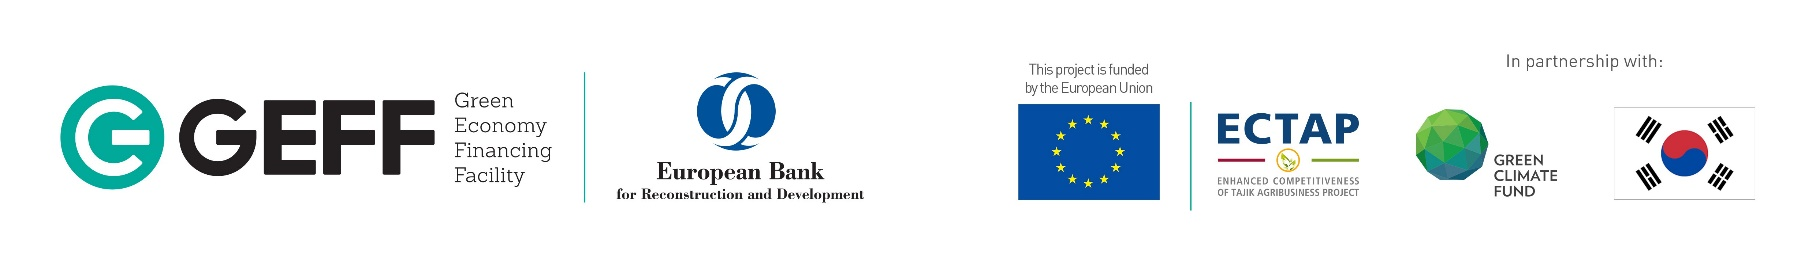 GEFF
Green
Economy
Financing
Facility
European Bank
for Reconstruction and Development
This project is funded
by the European Union
ECTAP
ENHANCED COMPETITIVENESS
OF TAJIK AGRIBUSINESS PROJECT
In partnership with:
GREEN
CLIMATE
FUND